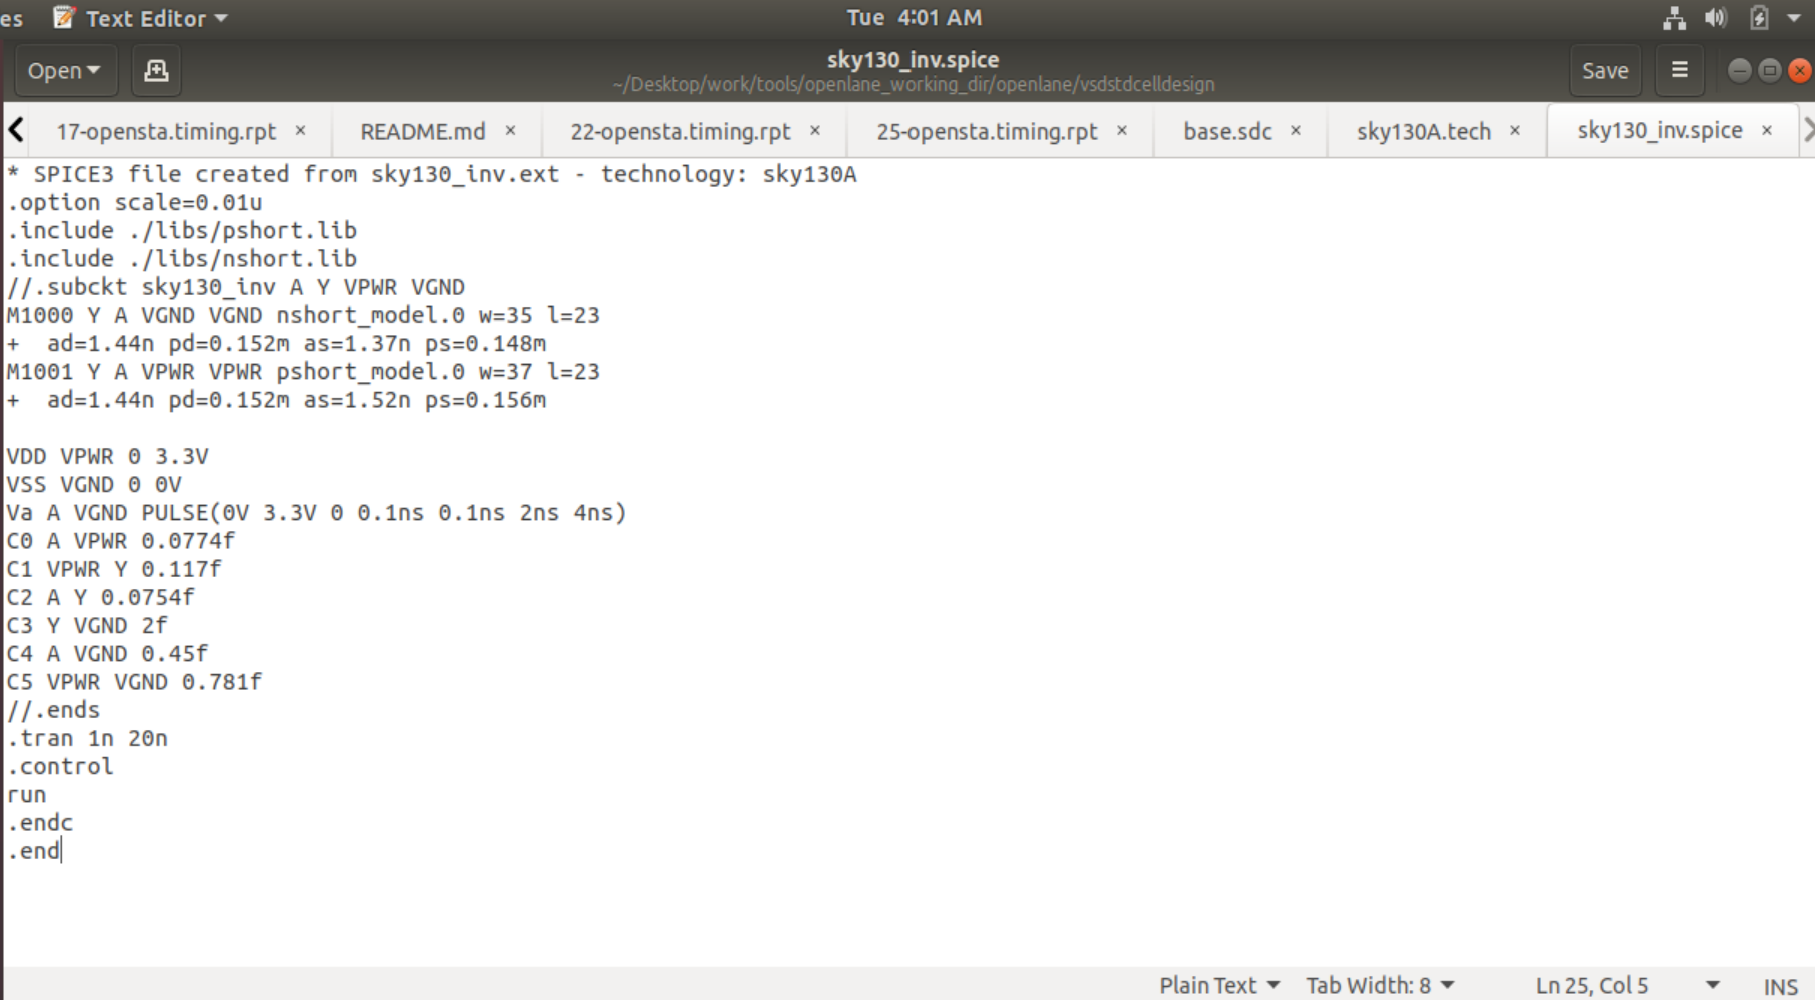 es Text Editor Tue 4:01 AM
Open sky130_inv.spice Save
~/Desktop/work/tools/openlane_working_dir/openlane/vsdstdcelldesign
17-opensta.timing.rpt × README.md × 22-opensta.timing.rpt × 25-opensta.timing.rpt × base.sdc × sky130A.tech × sky130_inv.spice ×
* SPICE3 file created from sky130_inv.ext - technology: sky130A
.option scale=0.01u
.include ./libs/pshort.lib
.include ./libs/nshort.lib
//.subckt sky130_inv A Y VPWR VGND
M1000 Y A VGND VGND nshort_model.0 w=35 l=23
+  ad=1.44n pd=0.152m as=1.37n ps=0.148m
M1001 Y A VPWR VPWR pshort_model.0 w=37 l=23
+  ad=1.44n pd=0.152m as=1.52n ps=0.156m
VDD VPWR 0 3.3V
VSS VGND 0 0V
Va A VGND PULSE(0V 3.3V 0 0.1ns 0.1ns 2ns 4ns)
C0 A VPWR 0.0774f
C1 VPWR Y 0.117f
C2 A Y 0.0754f
C3 Y VGND 2f
C4 A VGND 0.45f
C5 VPWR VGND 0.781f
//.ends
.tran 1n 20n
.control
run
.endc
.end
Plain Text Tab Width: 8 Ln 25, Col 5 INS